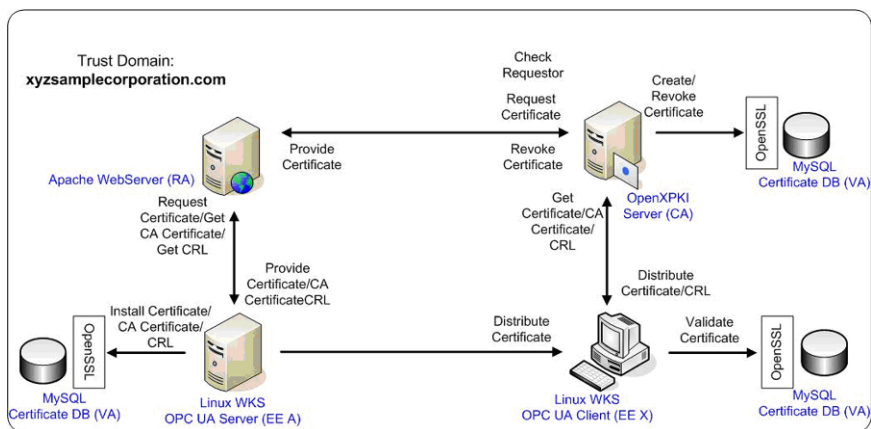 Trust Domain:
xyzsamplecorporation.com
Check
Requestor
Request
Certificate
Revoke
Certificate
Provide
Certificate
Create/
Revoke
Certificate
OpenSSL
MySQL
Certificate DB (VA)
Apache WebServer (RA)
OpenXPKI
Server (CA)
Request
Certificate/Get
CA Certificate/
Get CRL
Provide
Certificate/CA
CertificateCRL
Get
Certificate/CA
Certificate/
CRL
Distribute
Certificate/CRL
Install Certificate/
CA Certificate/
CRL
OpenSSL
MySQL
Certificate DB (VA)
Linux WKS
OPC UA Server (EE A)
Distribute
Certificate
Linux WKS
OPC UA Client (EE X)
Validate
Certificate
OpenSSL
MySQL
Certificate DB (VA)